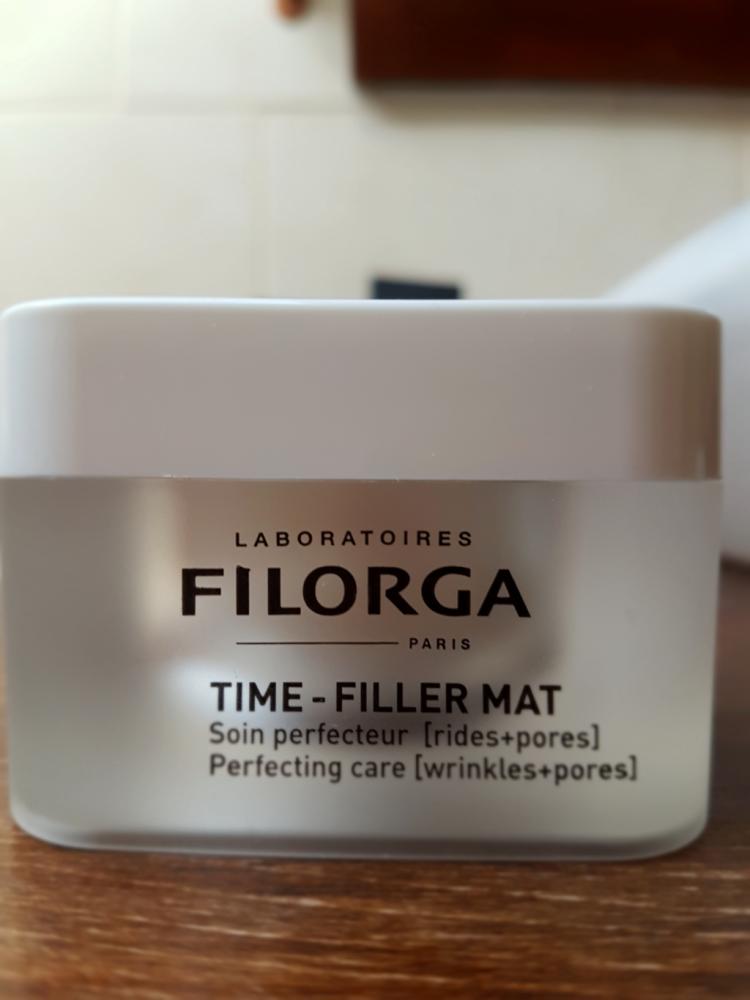 LABORATOIRES
FILORGA
PARIS
TIME-FILLER MAT
Soin perfecteur [rides+pores]
Perfecting care [wrinkles+pores]